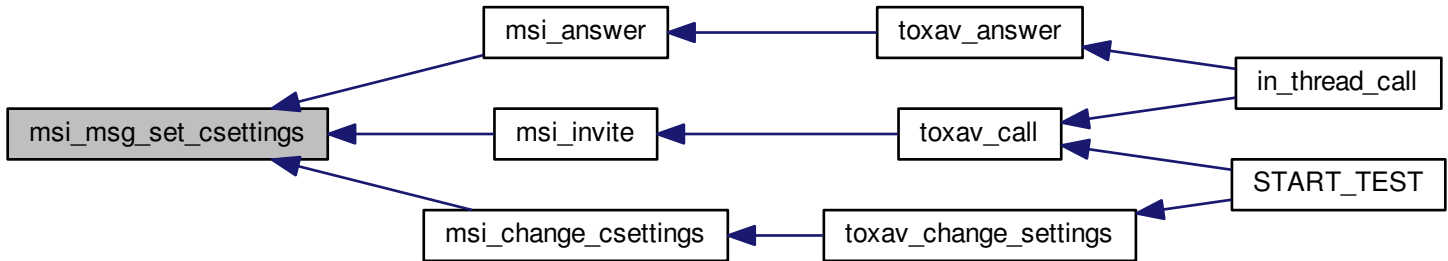 msi_answer
toxav_answer
in_thread_call
msi_msg_set_csettings
msi_invite
toxav_call
START_TEST
msi_change_csettings
toxav_change_settings